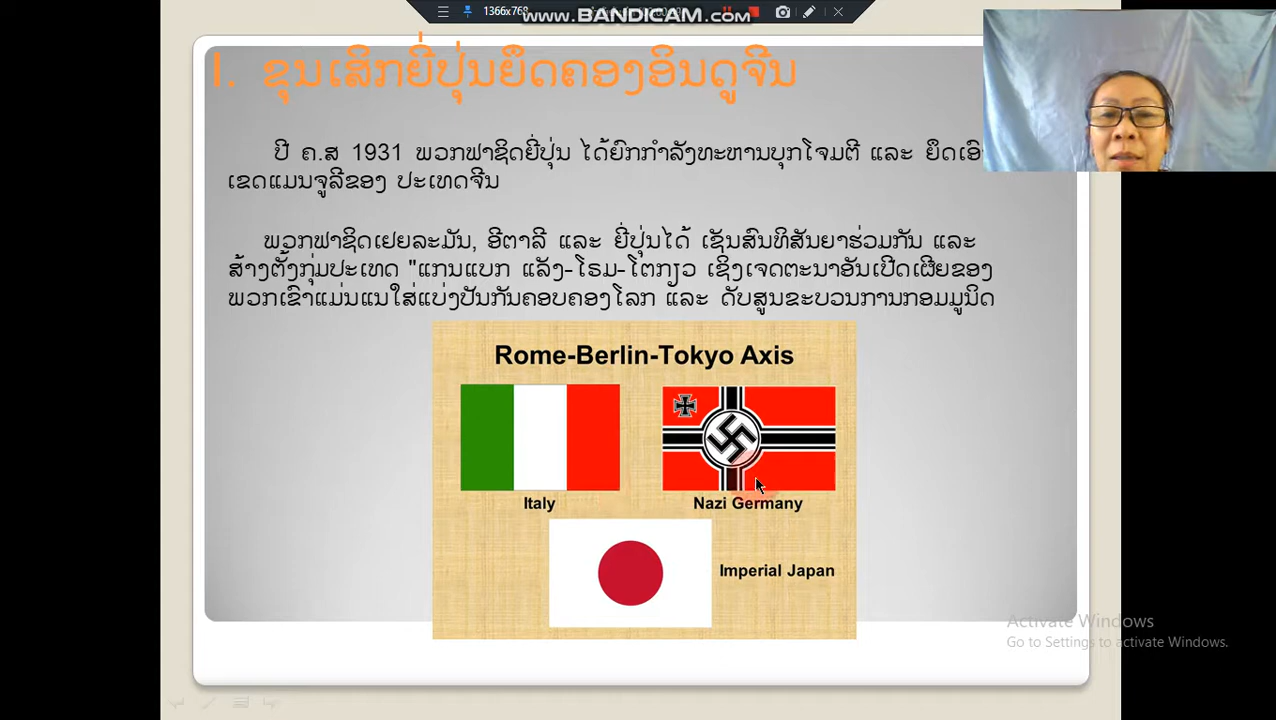 1366x768
www.BANDICAM.com
I. ຂຸນເສິກຍີ່ປຸ່ນຍຶດຄອງອິນດູຈີນ
ປີ ຄ.ສ 1931 ພວກຟາຊິດຍີ່ປຸ່ນ ໄດ້ຍົກກຳລັງທະຫານບຸກໂຈມຕີ ແລະ ຍຶດເອົາ
ເຂດແມນຈູລີຂອງ ປະເທດຈີນ
ພວກຟາຊິດເຢຍລະມັນ, ອີຕາລີ ແລະ ຍີ່ປຸ່ນໄດ້ ເຊັນສົນທິສັນຍາຮ່ວມກັນ ແລະ
ສ້າງຕັ້ງກຸ່ມປະເທດ "ແກນແບກ ແລັງ-ໂຣມ-ໂຕກຽວ ເຊິ່ງເຈດຕະນາອັນເປີດເຜີຍຂອງ
ພວກເຂົາແມ່ນແນໃສ່ແບ່ງປັນກັນຄອບຄອງໂລກ ແລະ ດັບສູນຂະບວນການກອມມູນິດ
Rome-Berlin-Tokyo Axis
Italy
Nazi Germany
Imperial Japan
Activate Windows
Go to Settings to activate Windows.